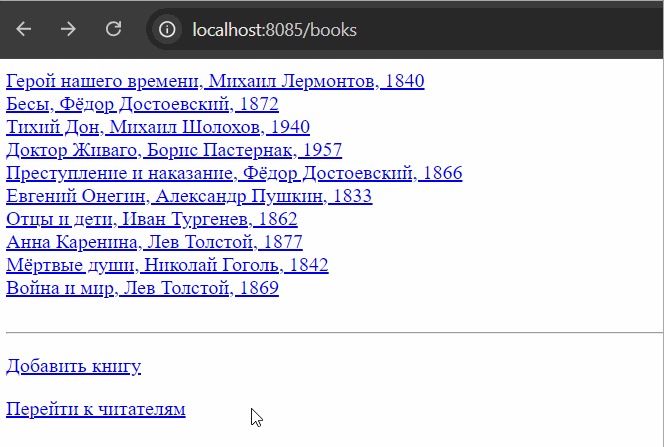 localhost:8085/books
Герой нашего времени, Михаил Лермонтов, 1840
Бесы, Фёдор Достоевский, 1872
Тихий Дон, Михаил Шолохов, 1940
Доктор Живаго, Борис Пастернак, 1957
Преступление и наказание, Фёдор Достоевский, 1866
Евгений Онегин, Александр Пушкин, 1833
Отцы и дети, Иван Тургенев, 1862
Анна Каренина, Лев Толстой, 1877
Мёртвые души, Николай Гоголь, 1842
Война и мир, Лев Толстой, 1869
Добавить книгу
Перейти к читателям